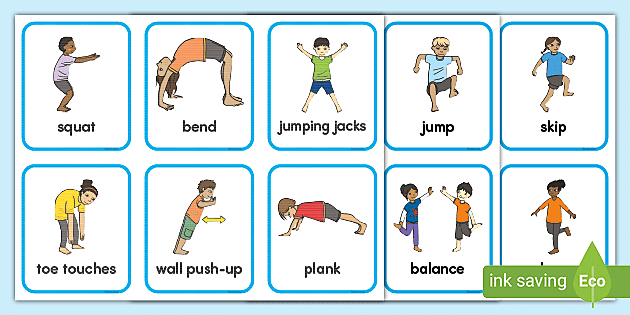 squat
bend
jumping jacks
jump
skip
toe touches
wall push-up
plank
balance
ink saving
Eco